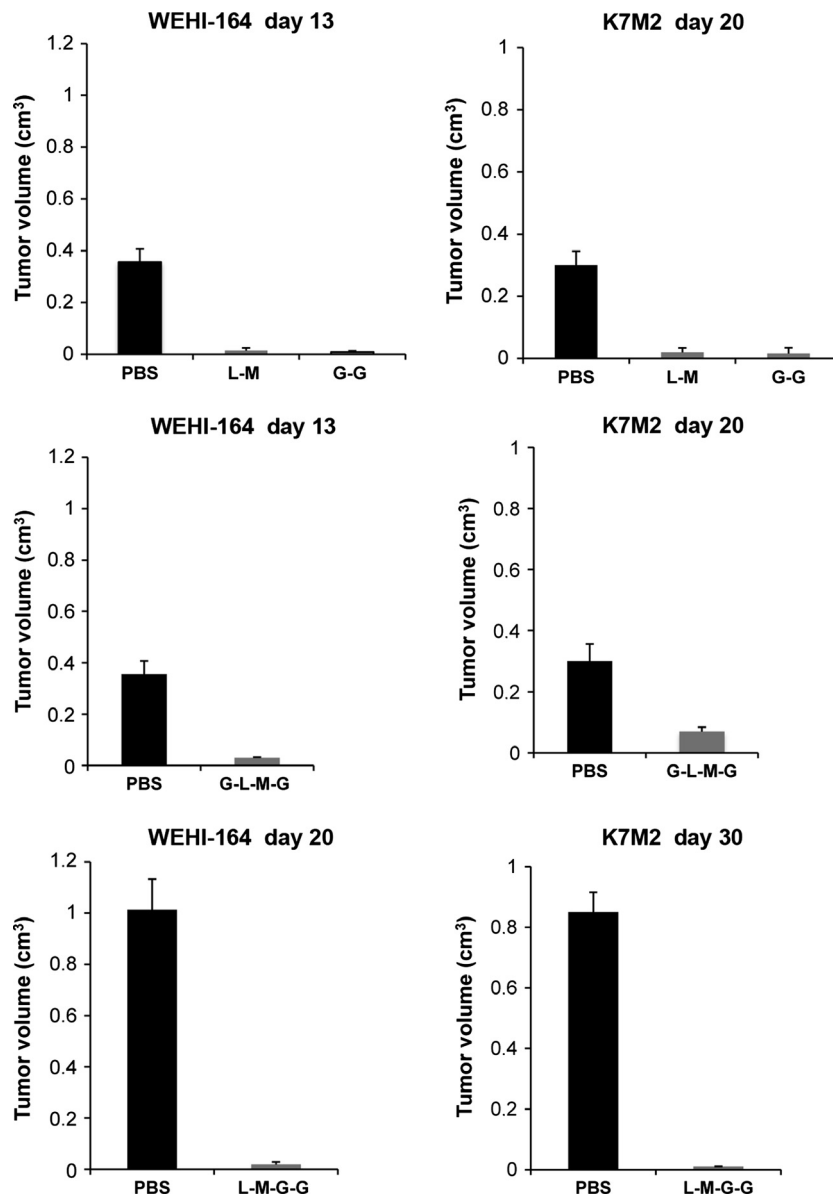 WEHI-164 day 13
Tumor volume (cm³)
1.2
1
0.8
0.6
0.4
0.2
0
PBS L-M G-G
K7M2 day 20
Tumor volume (cm³)
1
0.8
0.6
0.4
0.2
0
PBS L-M G-G
WEHI-164 day 13
Tumor volume (cm³)
1.2
1
0.8
0.6
0.4
0.2
0
PBS G-L-M-G
K7M2 day 20
Tumor volume (cm³)
1
0.8
0.6
0.4
0.2
0
PBS G-L-M-G
WEHI-164 day 20
Tumor volume (cm³)
1.2
1
0.8
0.6
0.4
0.2
0
PBS L-M-G-G
K7M2 day 30
Tumor volume (cm³)
1
0.8
0.6
0.4
0.2
0
PBS L-M-G-G